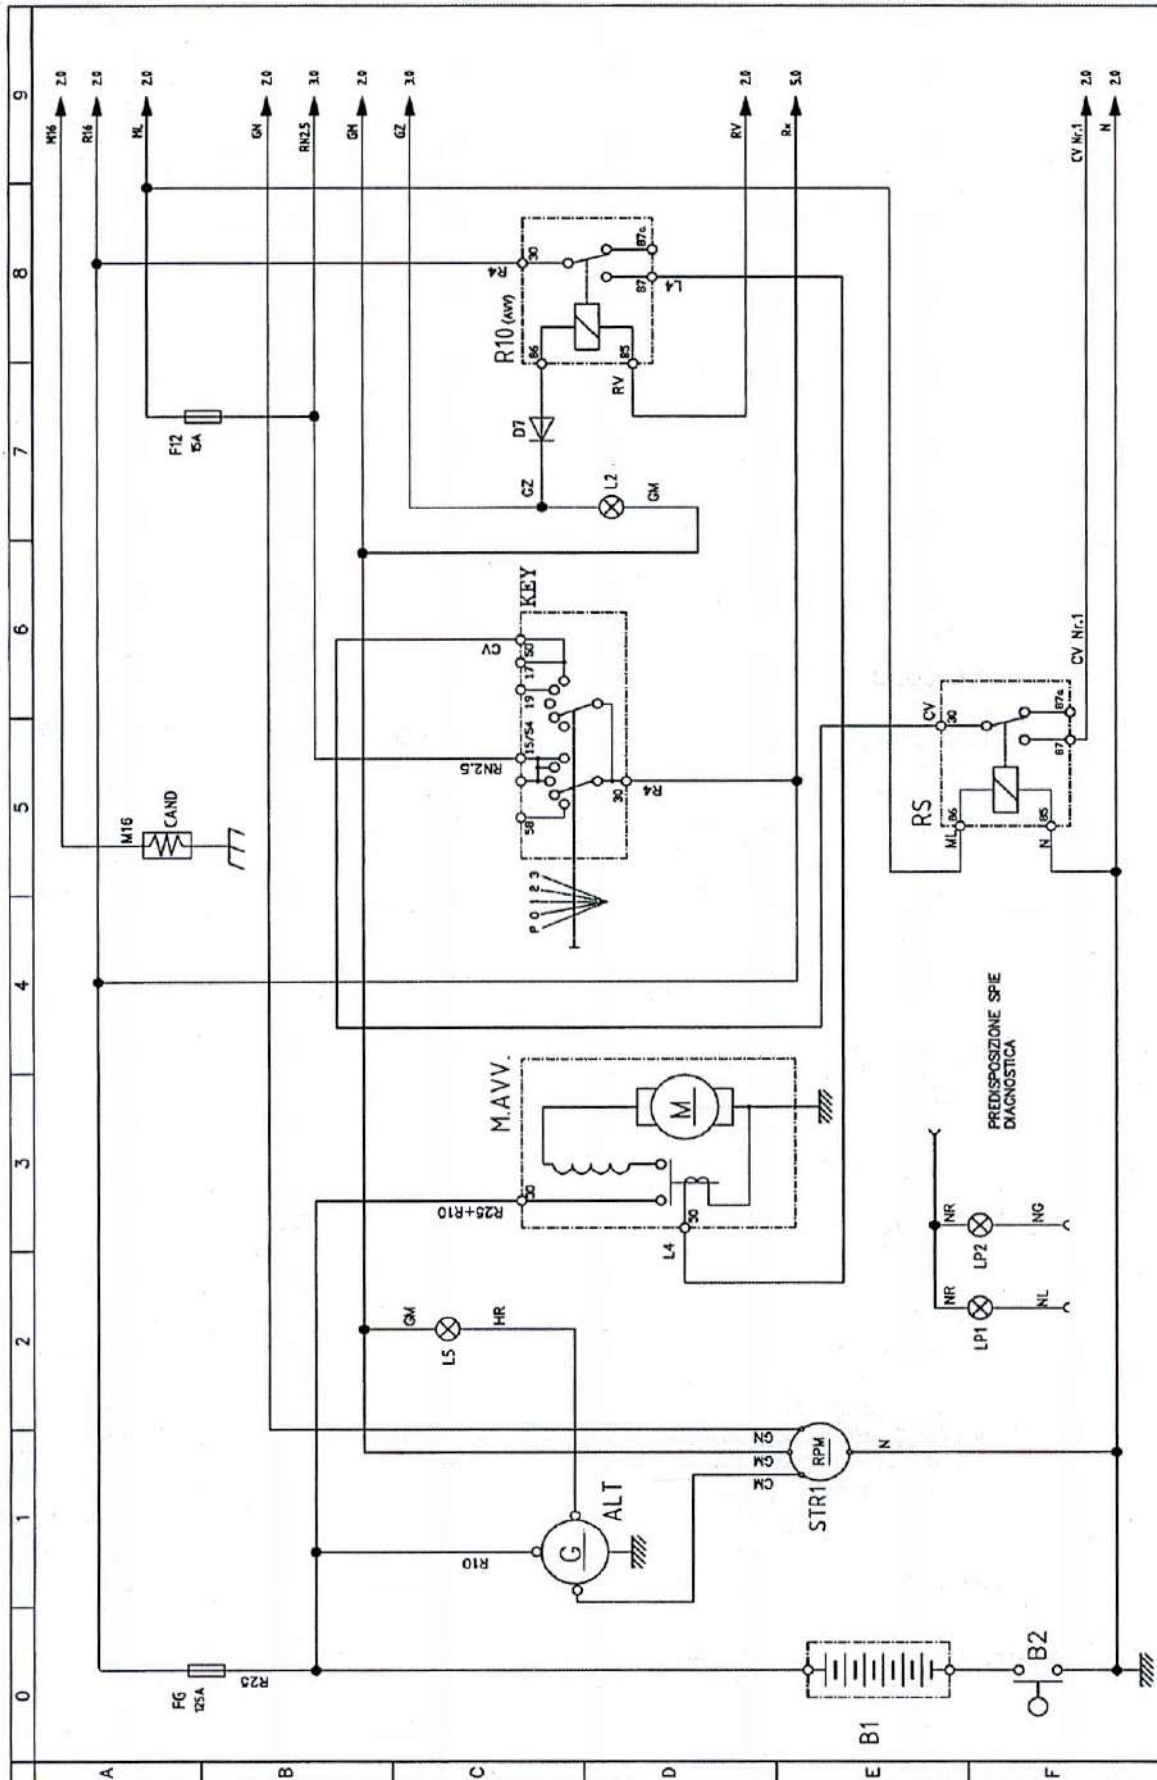 0 1 2 3 4 5 6 7 8 9
A
B
C
D
E
F
M16 2.0
R16 2.0
ML 2.0
GN 2.0
RN2.5 3.0
GM 2.0
GZ 3.0
RV 2.0
Rx 5.0
CV Nr.1 2.0
N 2.0
FG
125A
R25
B1
B2
R10
G
ALT
GN
GM
RPM
STR1
N
GM
L5
HR
M.AVV.
R25+R10
30
M
50
L4
NR
LP1
NL
NR
LP2
NG
PREDISPOSIZIONE SPIE
DIAGNOSTICA
M16
CAND
P 0 1 2 3
KEY
58
15/54
19
17
50
CV
RN2.5
30
R4
RS
CV
30
86
ML
85
N
87
87a
CV Nr.1
F12
15A
GZ
L2
GM
D7
R10 (AVV)
R4
30
86
85
RV
87
87a
L4